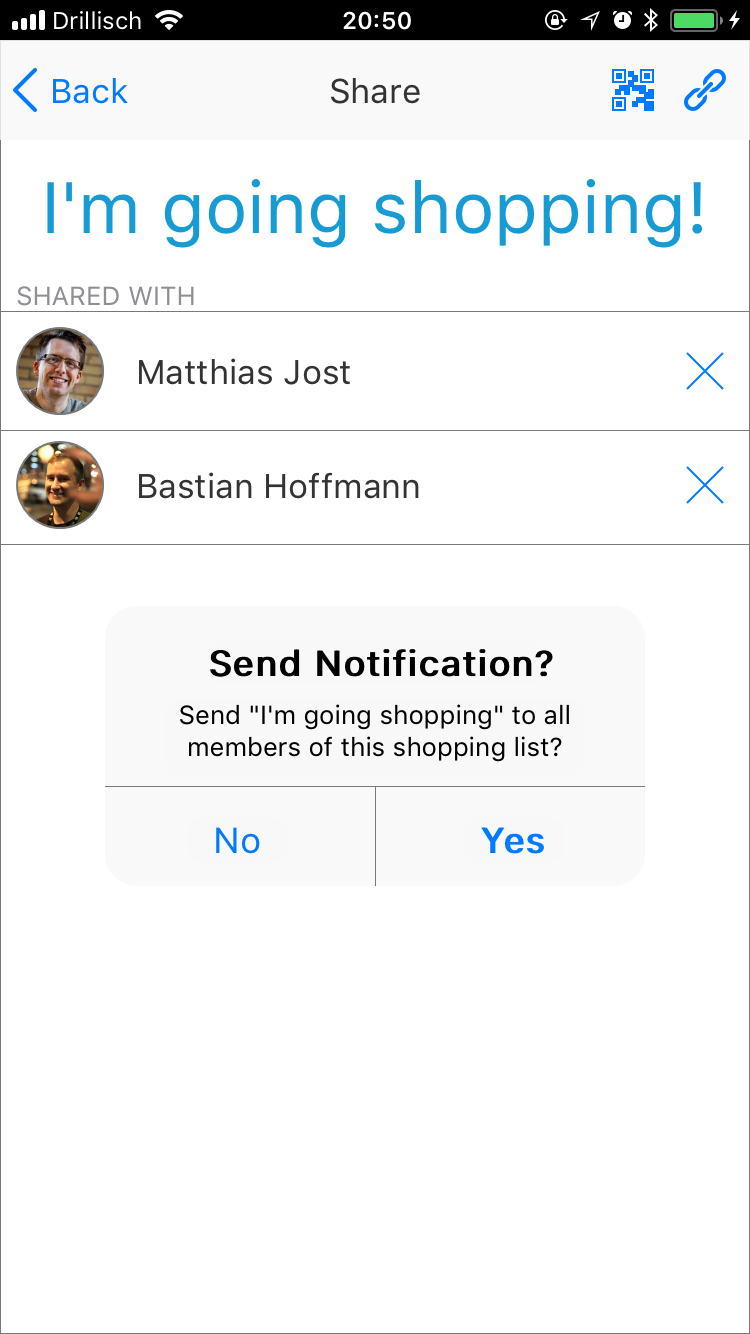 Drillisch 20:50
Back Share
I'm going shopping!
SHARED WITH
Matthias Jost
Bastian Hoffmann
Send Notification?
Send "I'm going shopping" to all
members of this shopping list?
No Yes